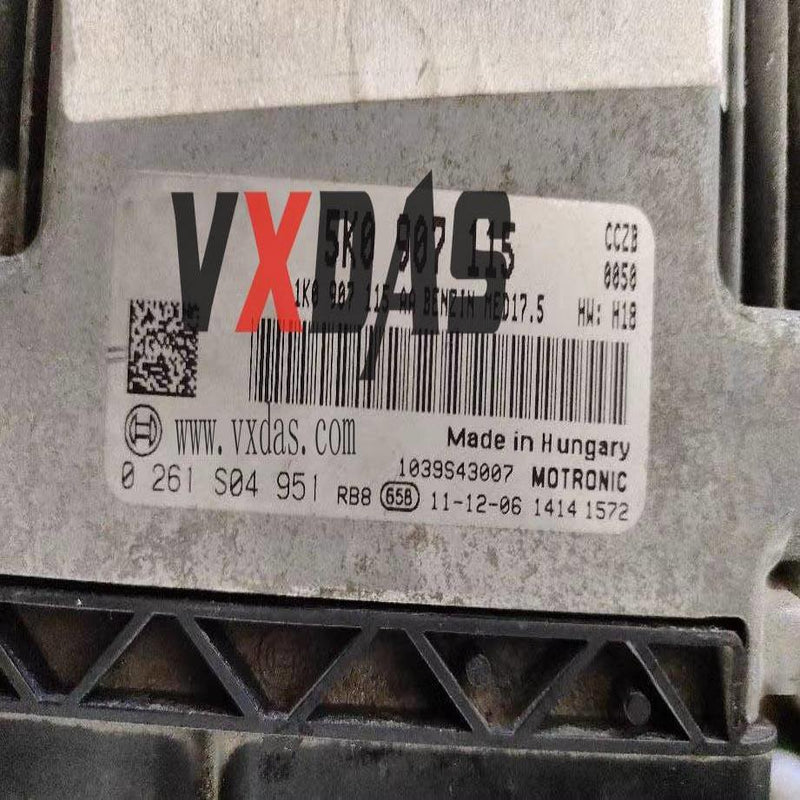 VXDAS
5K0 907 115
CCZB
0050
1K0 907 115 AA BENZIN MED17.5
HW: H18
www.vxdas.com
Made in Hungary
1039S43007 MOTRONIC
0 261 S04 951 RB8 65B 11-12-06 1414 1572